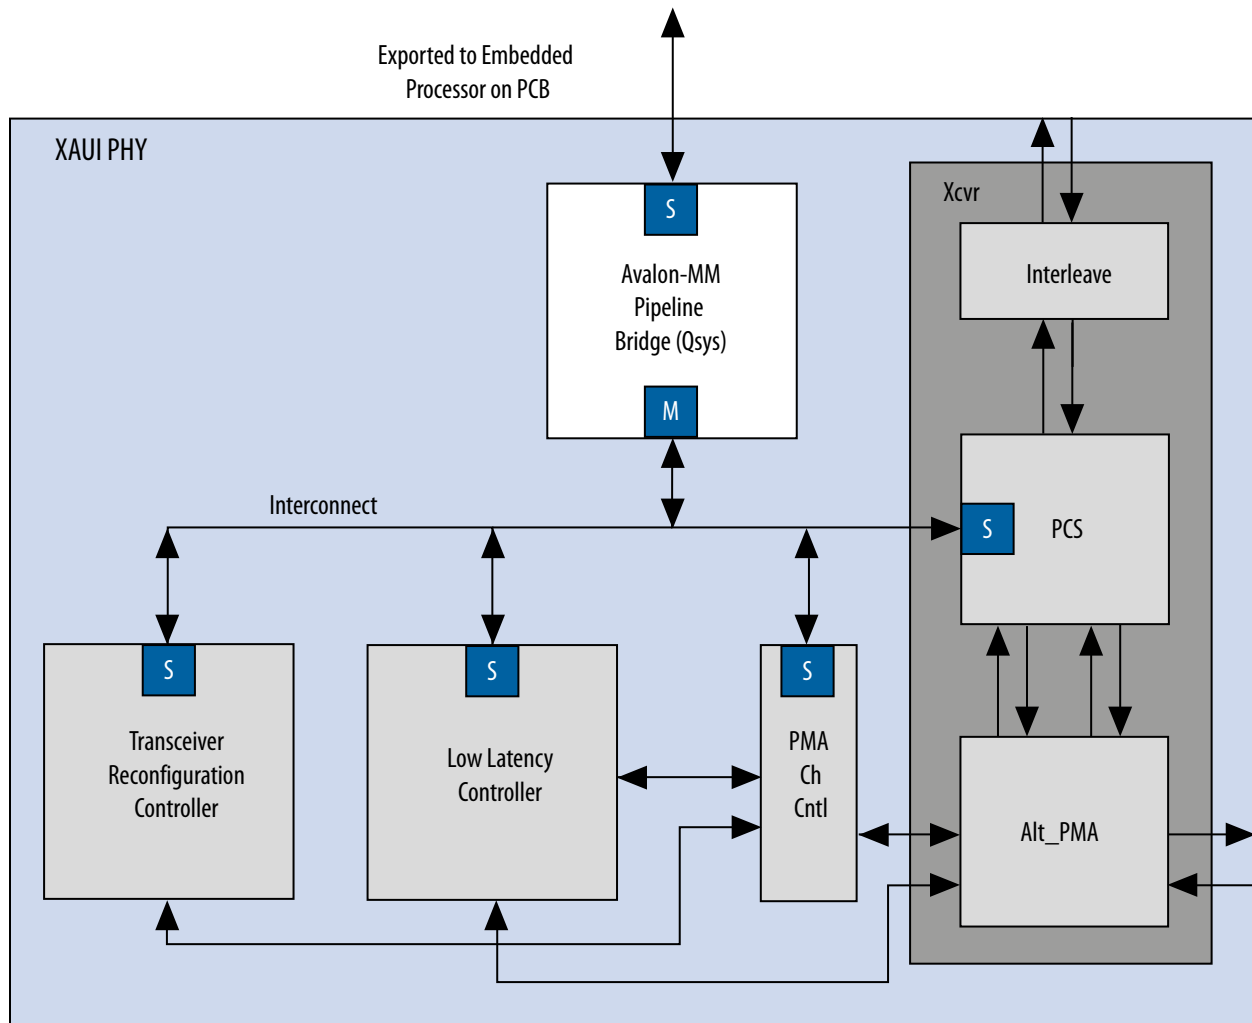 Exported to Embedded
Processor on PCB
XAUI PHY
Xcvr
S
Interleave
Avalon-MM
Pipeline
Bridge (Qsys)
M
Interconnect
S
PCS
S
S
S
Transceiver
Reconfiguration
Controller
Low Latency
Controller
PMA
Ch
Cntl
Alt_PMA